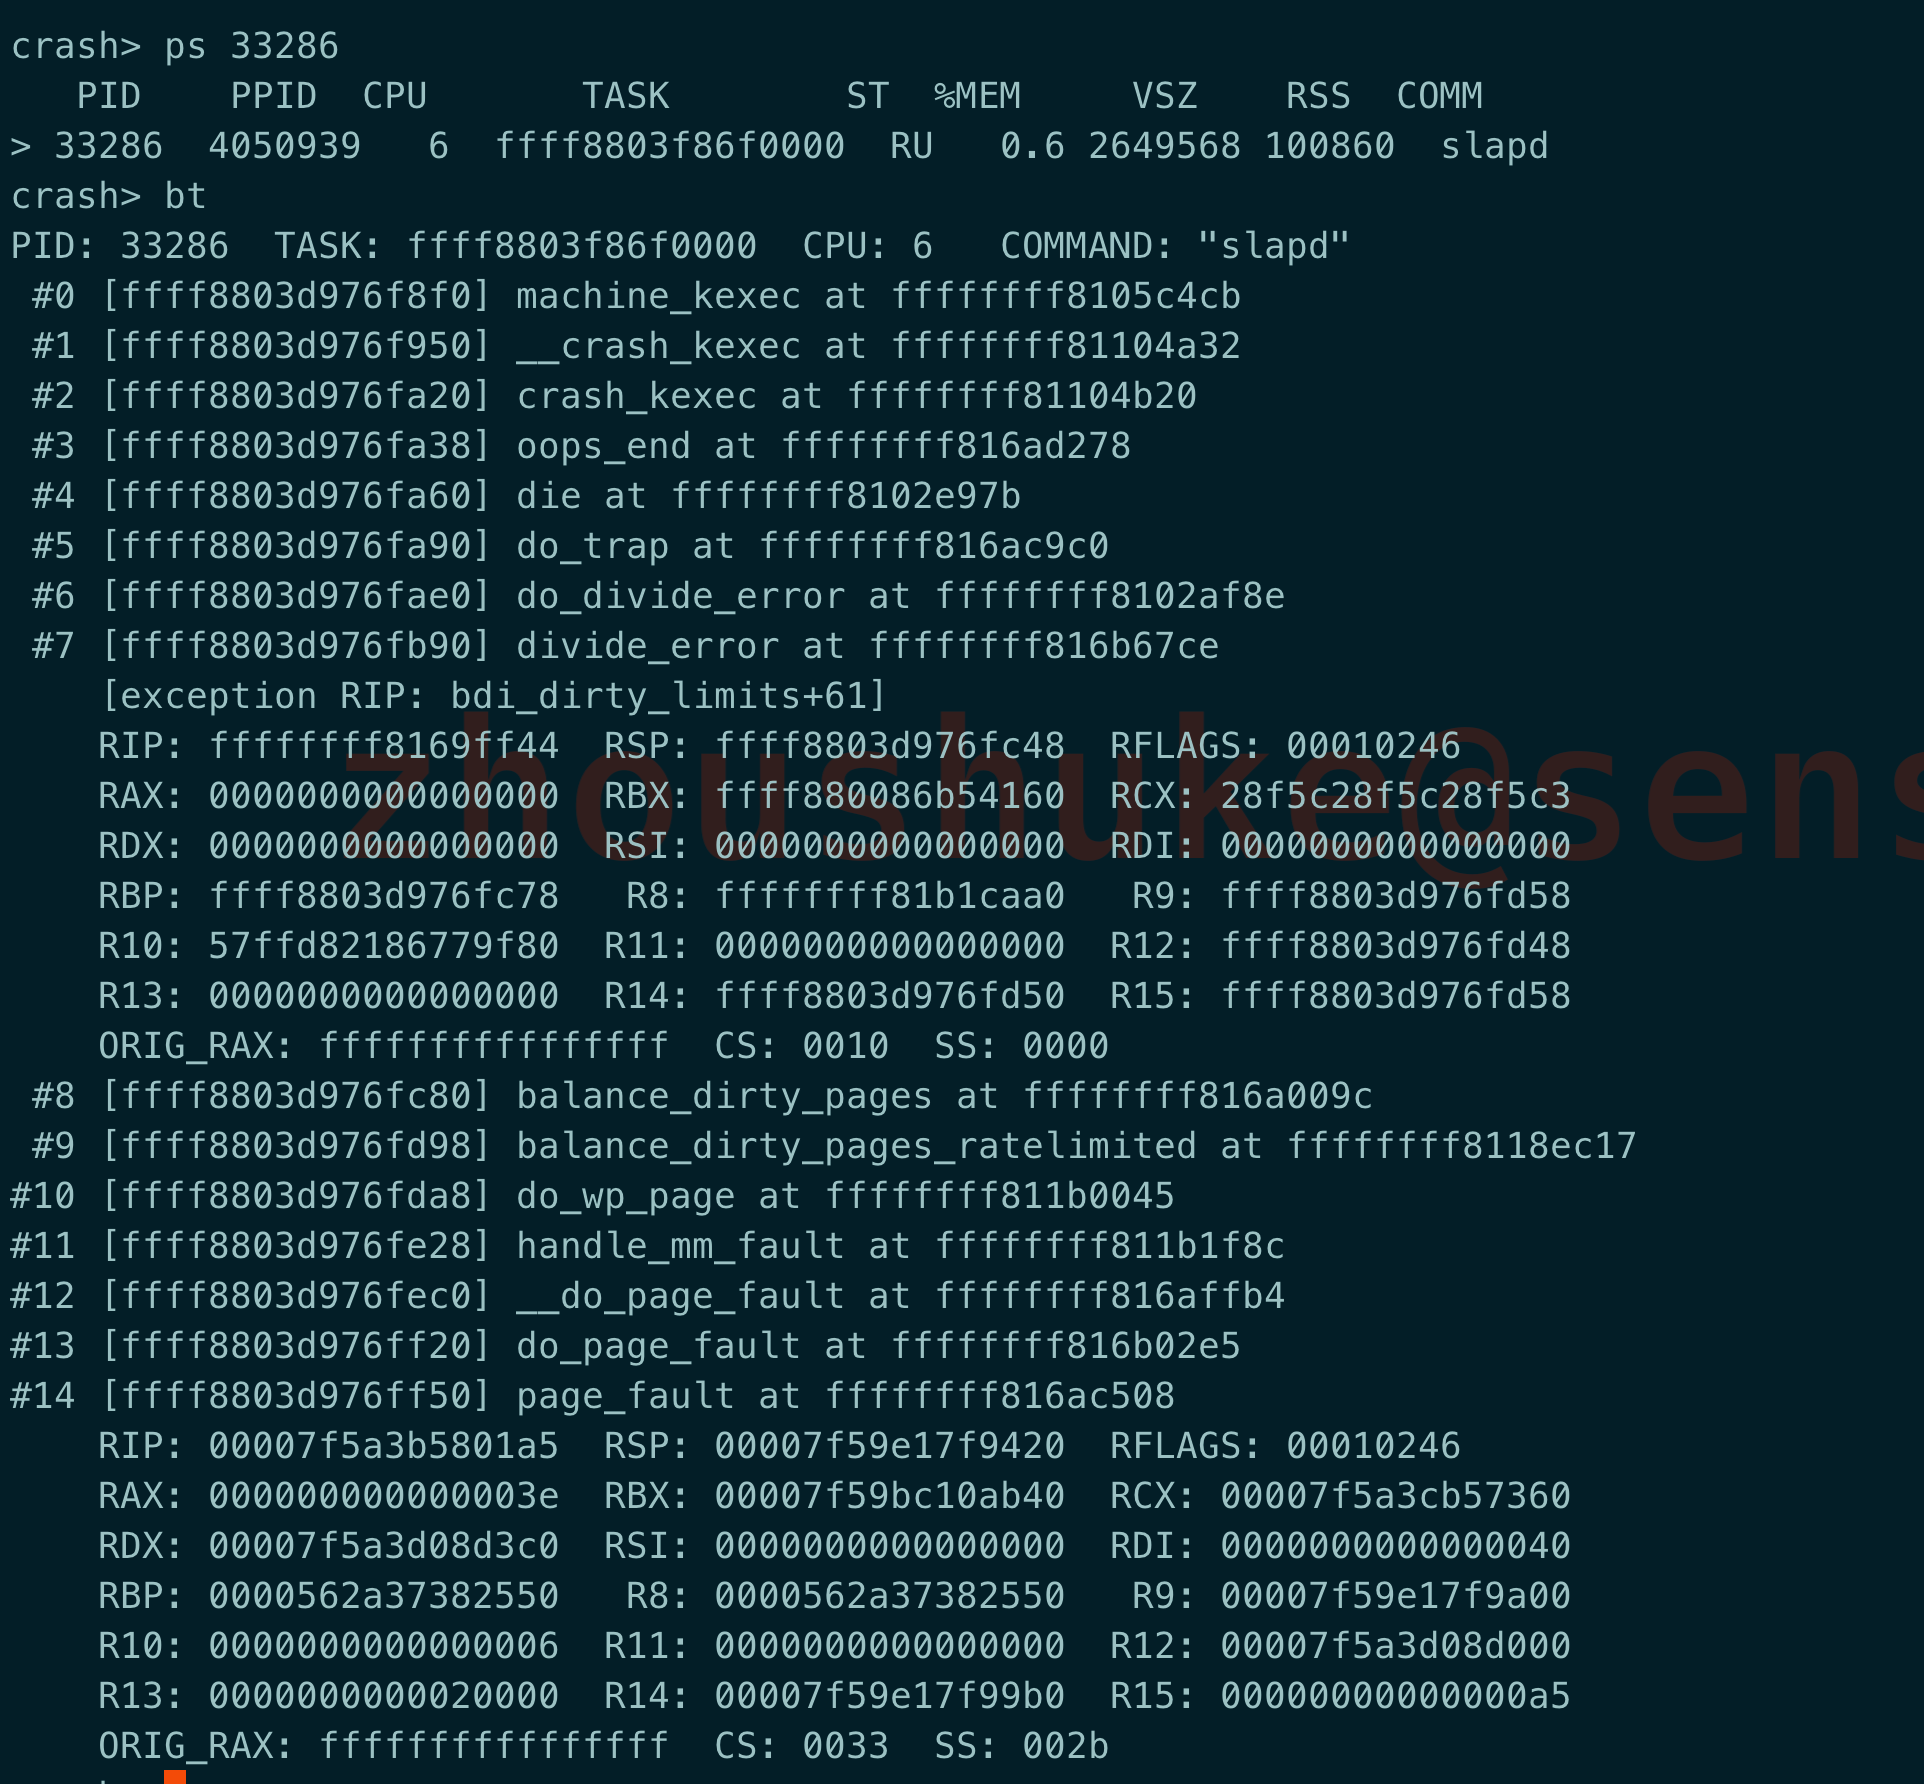 crash> ps 33286
   PID    PPID  CPU       TASK        ST  %MEM     VSZ    RSS  COMM
> 33286  4050939   6  ffff8803f86f0000  RU   0.6 2649568 100860  slapd
crash> bt
PID: 33286  TASK: ffff8803f86f0000  CPU: 6   COMMAND: "slapd"
 #0 [ffff8803d976f8f0] machine_kexec at ffffffff8105c4cb
 #1 [ffff8803d976f950] __crash_kexec at ffffffff81104a32
 #2 [ffff8803d976fa20] crash_kexec at ffffffff81104b20
 #3 [ffff8803d976fa38] oops_end at ffffffff816ad278
 #4 [ffff8803d976fa60] die at ffffffff8102e97b
 #5 [ffff8803d976fa90] do_trap at ffffffff816ac9c0
 #6 [ffff8803d976fae0] do_divide_error at ffffffff8102af8e
 #7 [ffff8803d976fb90] divide_error at ffffffff816b67ce
    [exception RIP: bdi_dirty_limits+61]
    RIP: ffffffff8169ff44  RSP: ffff8803d976fc48  RFLAGS: 00010246
    RAX: 0000000000000000  RBX: ffff880086b54160  RCX: 28f5c28f5c28f5c3
    RDX: 0000000000000000  RSI: 0000000000000000  RDI: 0000000000000000
    RBP: ffff8803d976fc78   R8: ffffffff81b1caa0   R9: ffff8803d976fd58
    R10: 57ffd82186779f80  R11: 0000000000000000  R12: ffff8803d976fd48
    R13: 0000000000000000  R14: ffff8803d976fd50  R15: ffff8803d976fd58
    ORIG_RAX: ffffffffffffffff  CS: 0010  SS: 0000
 #8 [ffff8803d976fc80] balance_dirty_pages at ffffffff816a009c
 #9 [ffff8803d976fd98] balance_dirty_pages_ratelimited at ffffffff8118ec17
#10 [ffff8803d976fda8] do_wp_page at ffffffff811b0045
#11 [ffff8803d976fe28] handle_mm_fault at ffffffff811b1f8c
#12 [ffff8803d976fec0] __do_page_fault at ffffffff816affb4
#13 [ffff8803d976ff20] do_page_fault at ffffffff816b02e5
#14 [ffff8803d976ff50] page_fault at ffffffff816ac508
    RIP: 00007f5a3b5801a5  RSP: 00007f59e17f9420  RFLAGS: 00010246
    RAX: 000000000000003e  RBX: 00007f59bc10ab40  RCX: 00007f5a3cb57360
    RDX: 00007f5a3d08d3c0  RSI: 0000000000000000  RDI: 0000000000000040
    RBP: 0000562a37382550   R8: 0000562a37382550   R9: 00007f59e17f9a00
    R10: 0000000000000006  R11: 0000000000000000  R12: 00007f5a3d08d000
    R13: 0000000000020000  R14: 00007f59e17f99b0  R15: 00000000000000a5
    ORIG_RAX: ffffffffffffffff  CS: 0033  SS: 002b
zhoushuke@sens